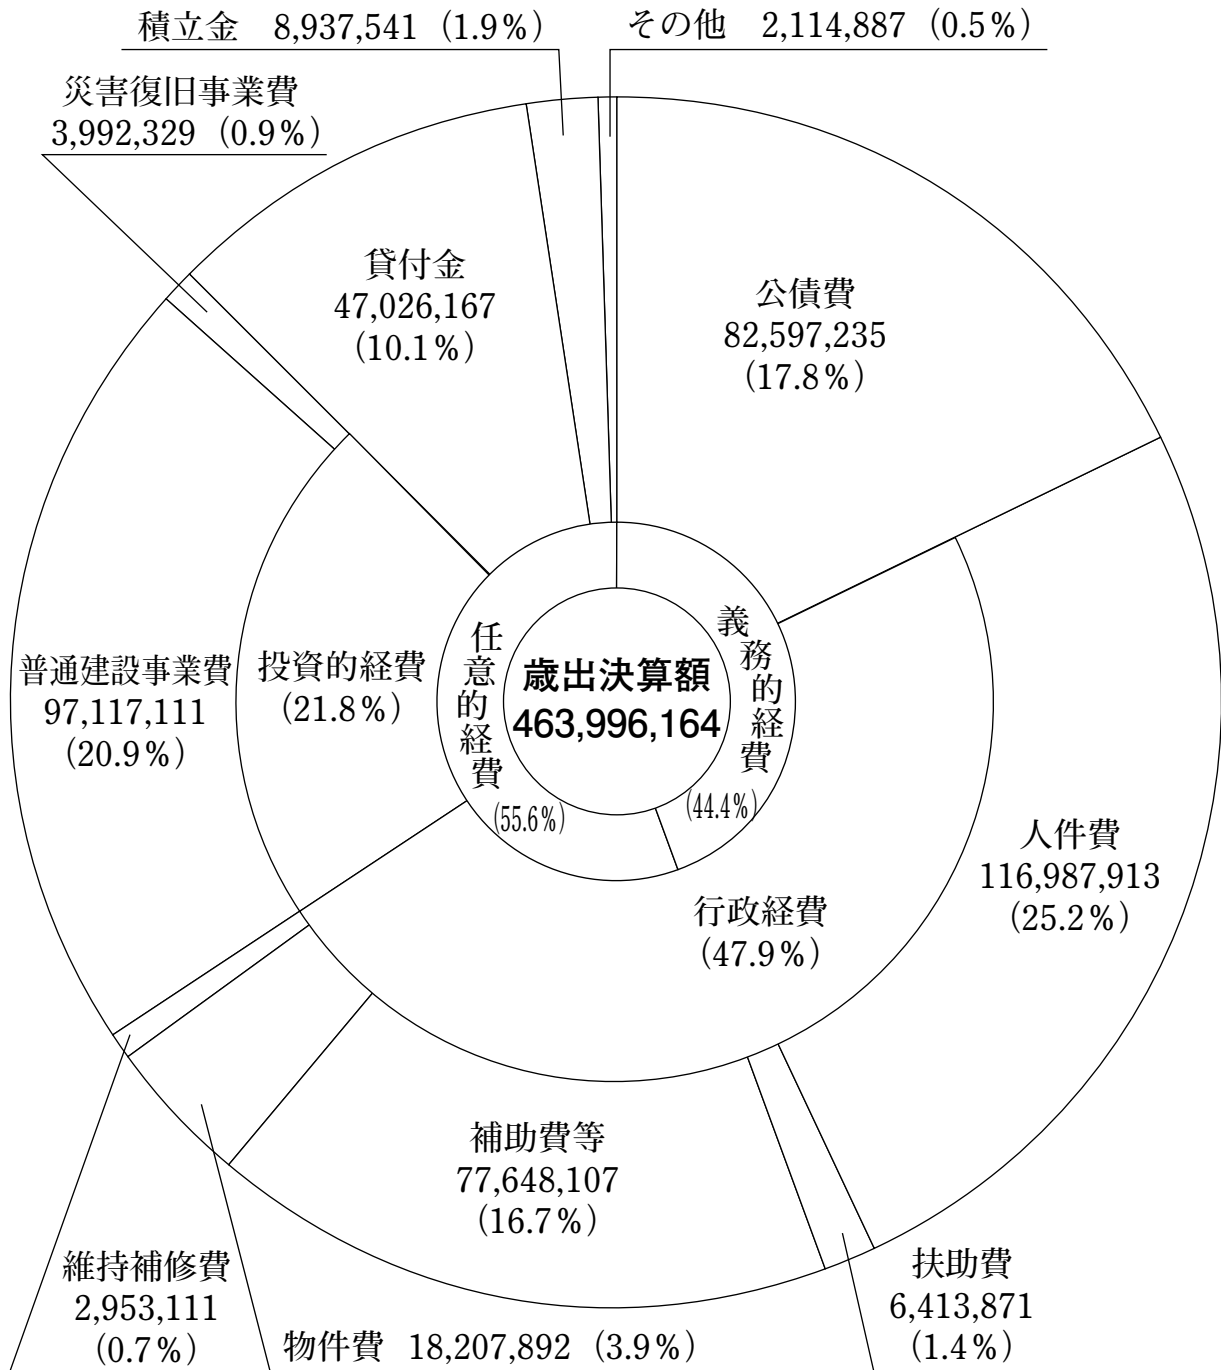 積立金 8,937,541（1.9％）
その他 2,114,887（0.5％）
災害復旧事業費
3,992,329（0.9％）
貸付金
47,026,167
（10.1％）
公債費
82,597,235
（17.8％）
普通建設事業費
97,117,111
（20.9％）
投資的経費
（21.8％）
任意的経費
（55.6％）
歳出決算額
463,996,164
義務的経費
（44.4％）
人件費
116,987,913
（25.2％）
行政経費
（47.9％）
補助費等
77,648,107
（16.7％）
維持補修費
2,953,111
（0.7％）
物件費 18,207,892（3.9％）
扶助費
6,413,871
（1.4％）